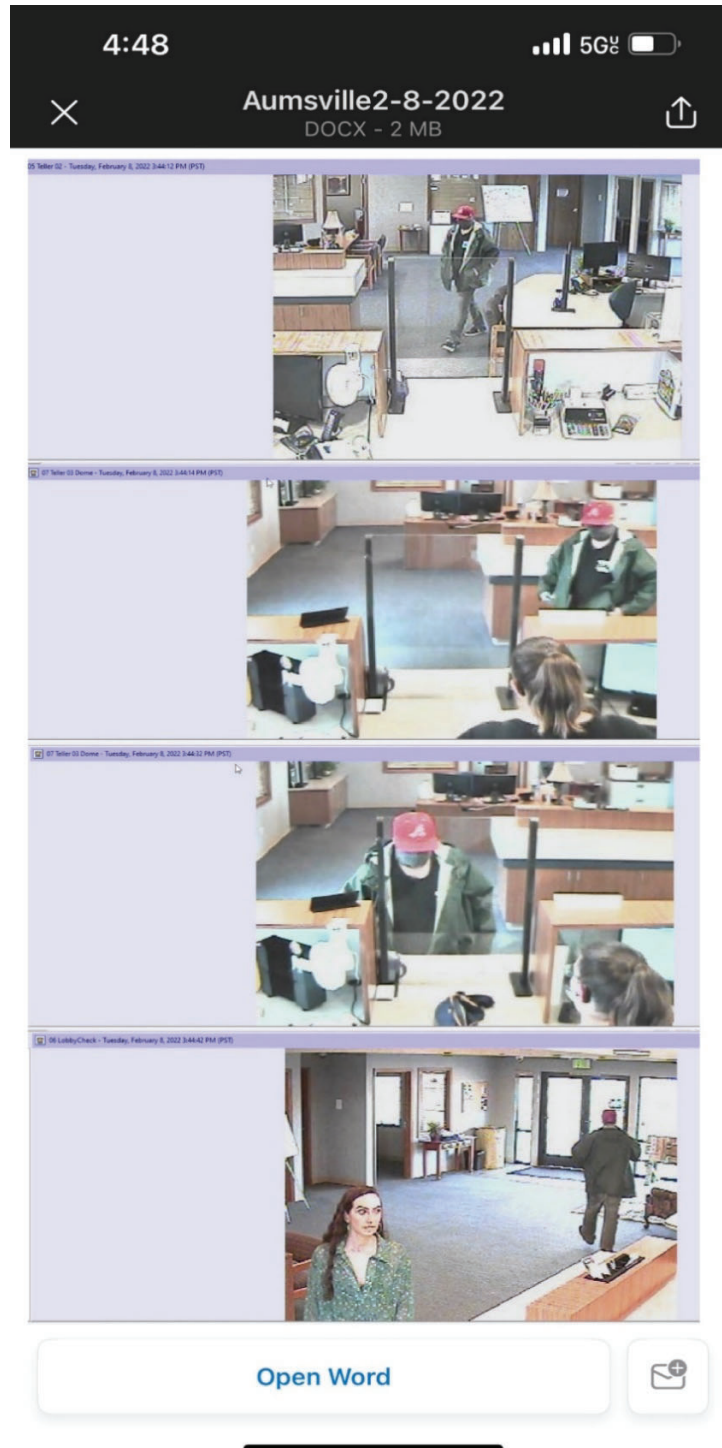 4:48
5G
Aumsville2-8-2022
DOCX - 2 MB
05 Teller 02 - Tuesday, February 8, 2022 3:44:12 PM (PST)
07 Teller 03 Dome - Tuesday, February 8, 2022 3:44:14 PM (PST)
07 Teller 03 Dome - Tuesday, February 8, 2022 3:44:32 PM (PST)
06 LobbyCheck - Tuesday, February 8, 2022 3:44:42 PM (PST)
Open Word